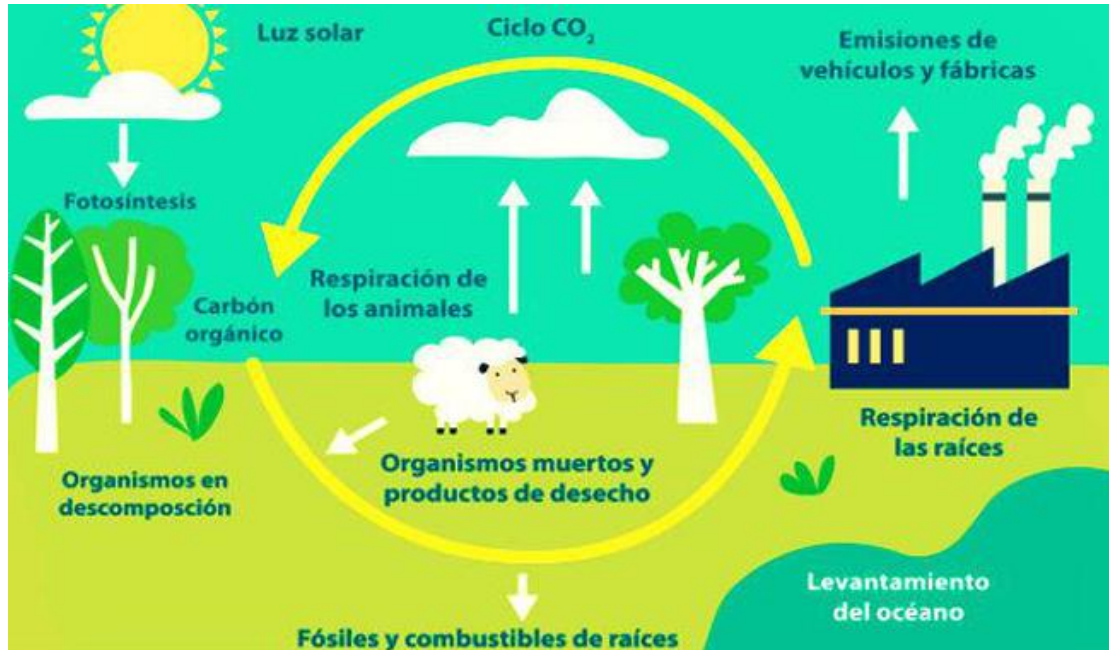 Luz solar
Ciclo CO₂
Emisiones de
vehículos y fábricas
Fotosíntesis
Respiración de
los animales
Carbón
orgánico
Organismos en
descomposción
Organismos muertos y
productos de desecho
Respiración de
las raíces
Levantamiento
del océano
Fósiles y combustibles de raíces